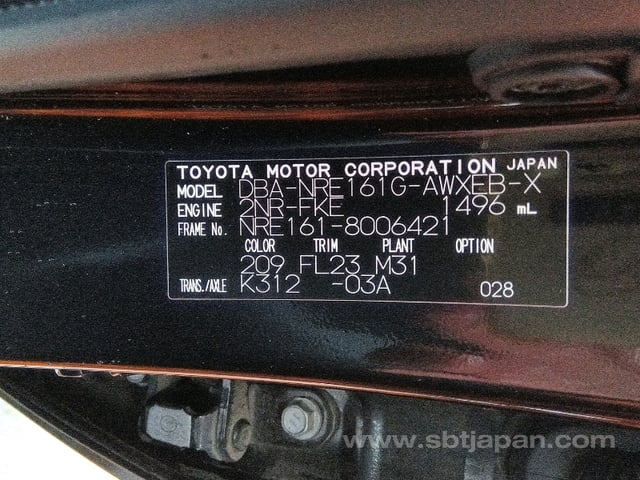 TOYOTA MOTOR CORPORATION JAPAN
MODEL DBA-NRE161G-AWXEB-X
ENGINE 2NR-FKE 1496 mL
FRAME No. NRE161-8006421
COLOR TRIM PLANT OPTION
209 FL23 M31
TRANS./AXLE K312 -03A 028
www.sbtjapan.com